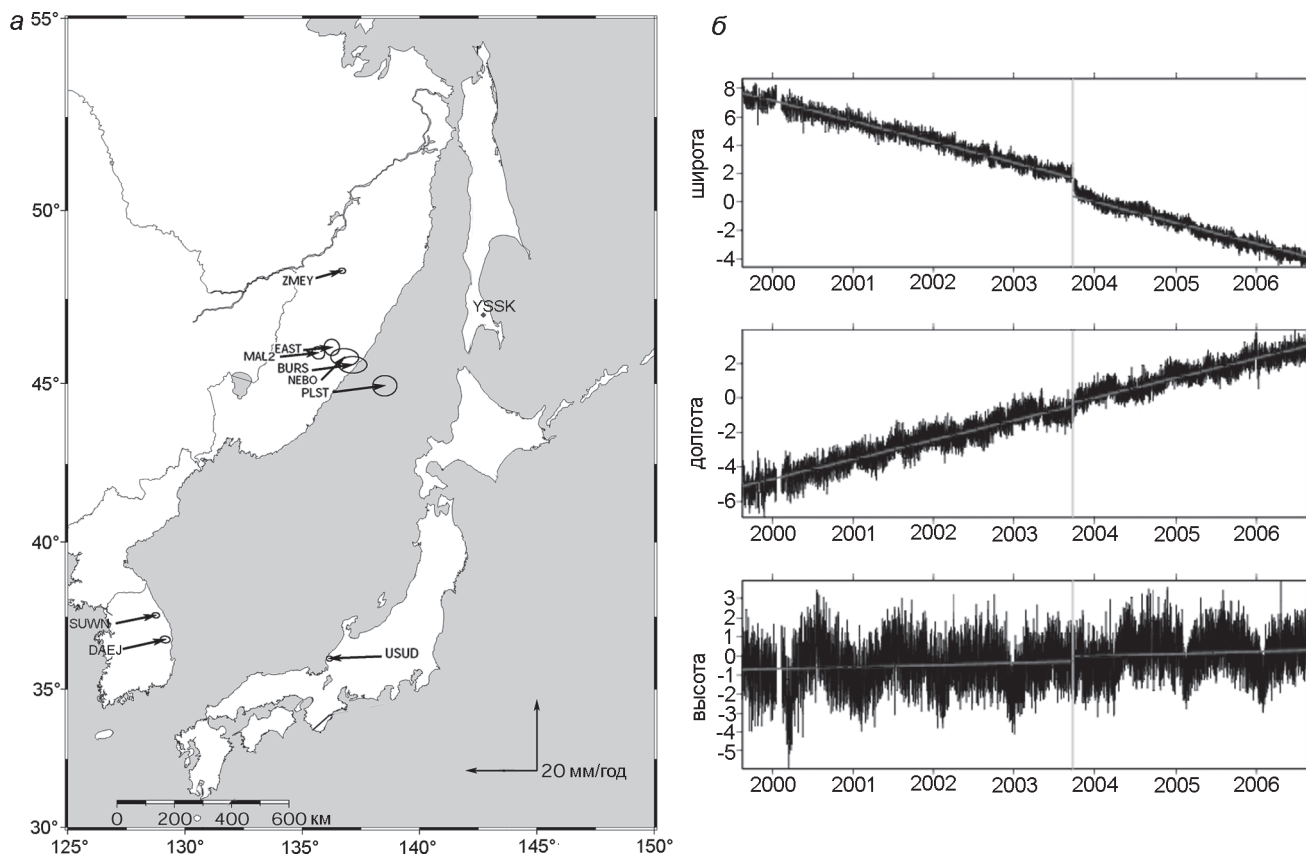 а
55°
50°
45°
40°
35°
30°
125°
130°
135°
140°
145°
150°
ZMEY
YSSK
EAST
MAL2
BURS
NEBO
PLST
SUWN
DAEJ
USUD
20 мм/год
0 200 400 600 км
б
широта
8
6
4
2
0
-2
-4
2000 2001 2002 2003 2004 2005 2006
долгота
2
0
-2
-4
-6
2000 2001 2002 2003 2004 2005 2006
высота
3
2
1
0
-1
-2
-3
-4
-5
2000 2001 2002 2003 2004 2005 2006